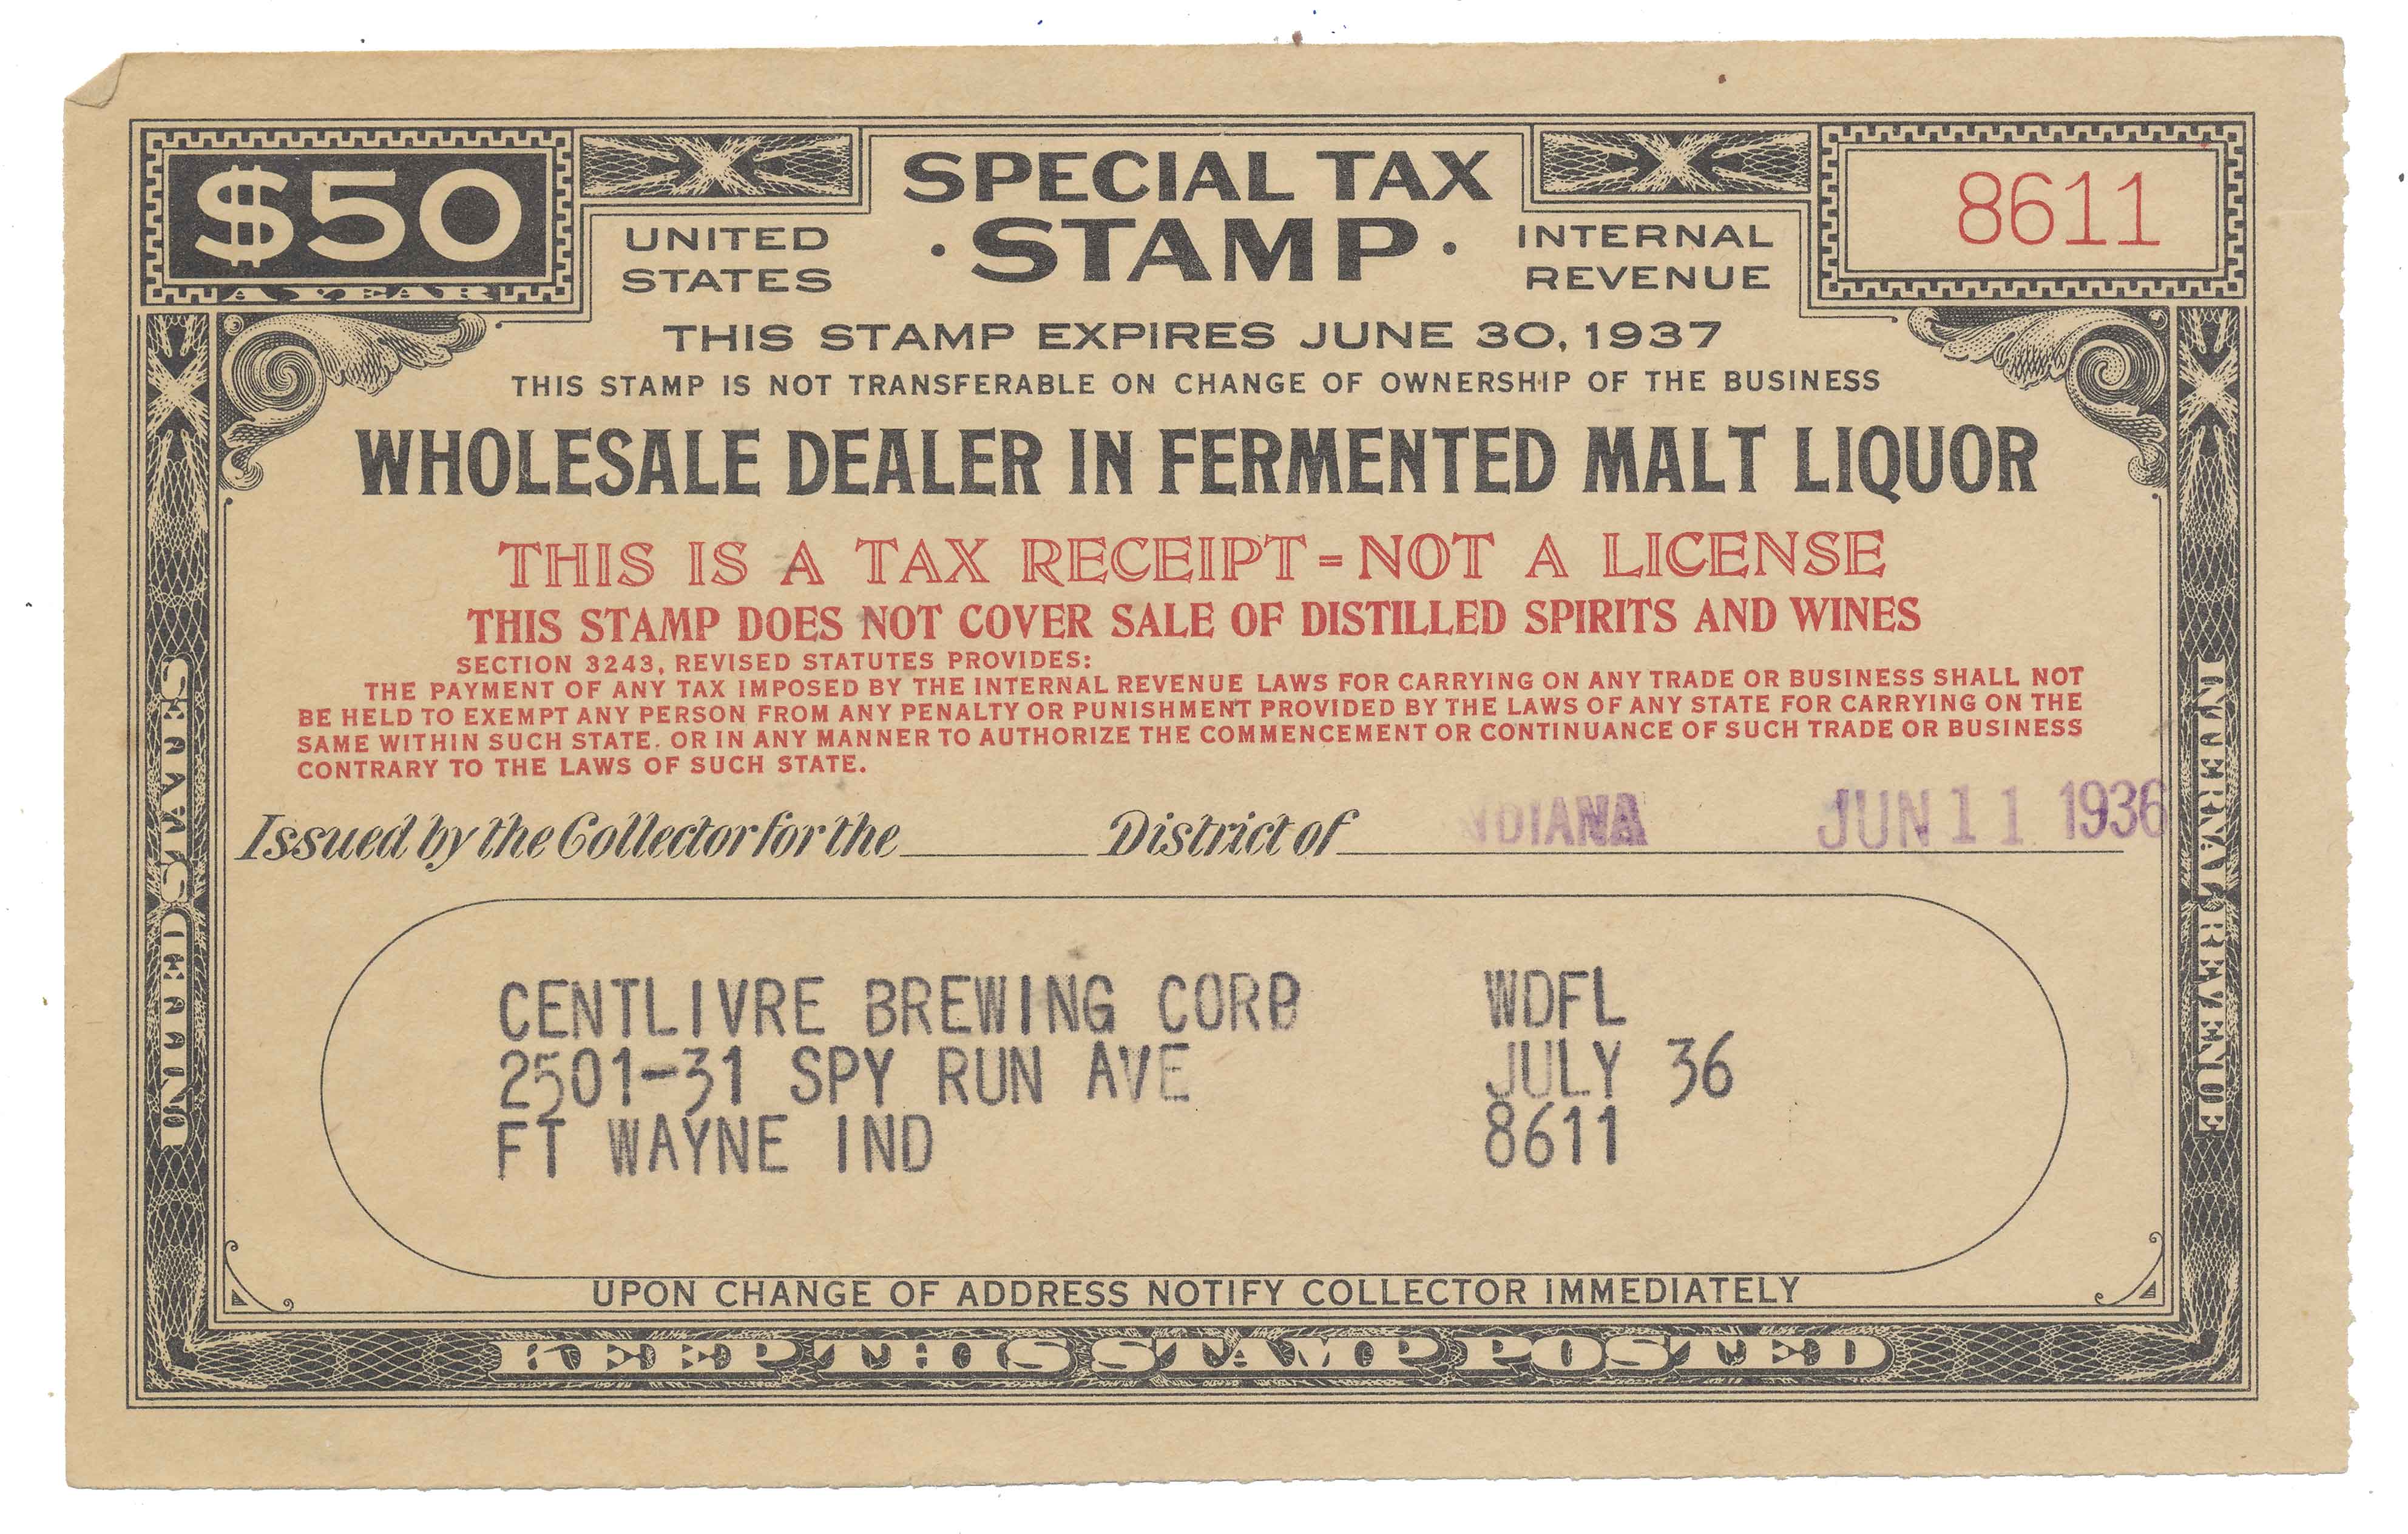 $50
A YEAR
SPECIAL TAX
· STAMP ·
UNITED
STATES
INTERNAL
REVENUE
8611
THIS STAMP EXPIRES JUNE 30, 1937
THIS STAMP IS NOT TRANSFERABLE ON CHANGE OF OWNERSHIP OF THE BUSINESS
WHOLESALE DEALER IN FERMENTED MALT LIQUOR
THIS IS A TAX RECEIPT = NOT A LICENSE
THIS STAMP DOES NOT COVER SALE OF DISTILLED SPIRITS AND WINES
SECTION 3243, REVISED STATUTES PROVIDES:
THE PAYMENT OF ANY TAX IMPOSED BY THE INTERNAL REVENUE LAWS FOR CARRYING ON ANY TRADE OR BUSINESS SHALL NOT
BE HELD TO EXEMPT ANY PERSON FROM ANY PENALTY OR PUNISHMENT PROVIDED BY THE LAWS OF ANY STATE FOR CARRYING ON THE
SAME WITHIN SUCH STATE. OR IN ANY MANNER TO AUTHORIZE THE COMMENCEMENT OR CONTINUANCE OF SUCH TRADE OR BUSINESS
CONTRARY TO THE LAWS OF SUCH STATE.
Issued by the Collector for the District of NDIANA JUN 11 1936
CENTLIVRE BREWING CORP WDFL
2501-31 SPY RUN AVE JULY 36
FT WAYNE IND 8611
UPON CHANGE OF ADDRESS NOTIFY COLLECTOR IMMEDIATELY
KEEP THIS STAMP POSTED
UNITED STATES
INTERNAL REVENUE